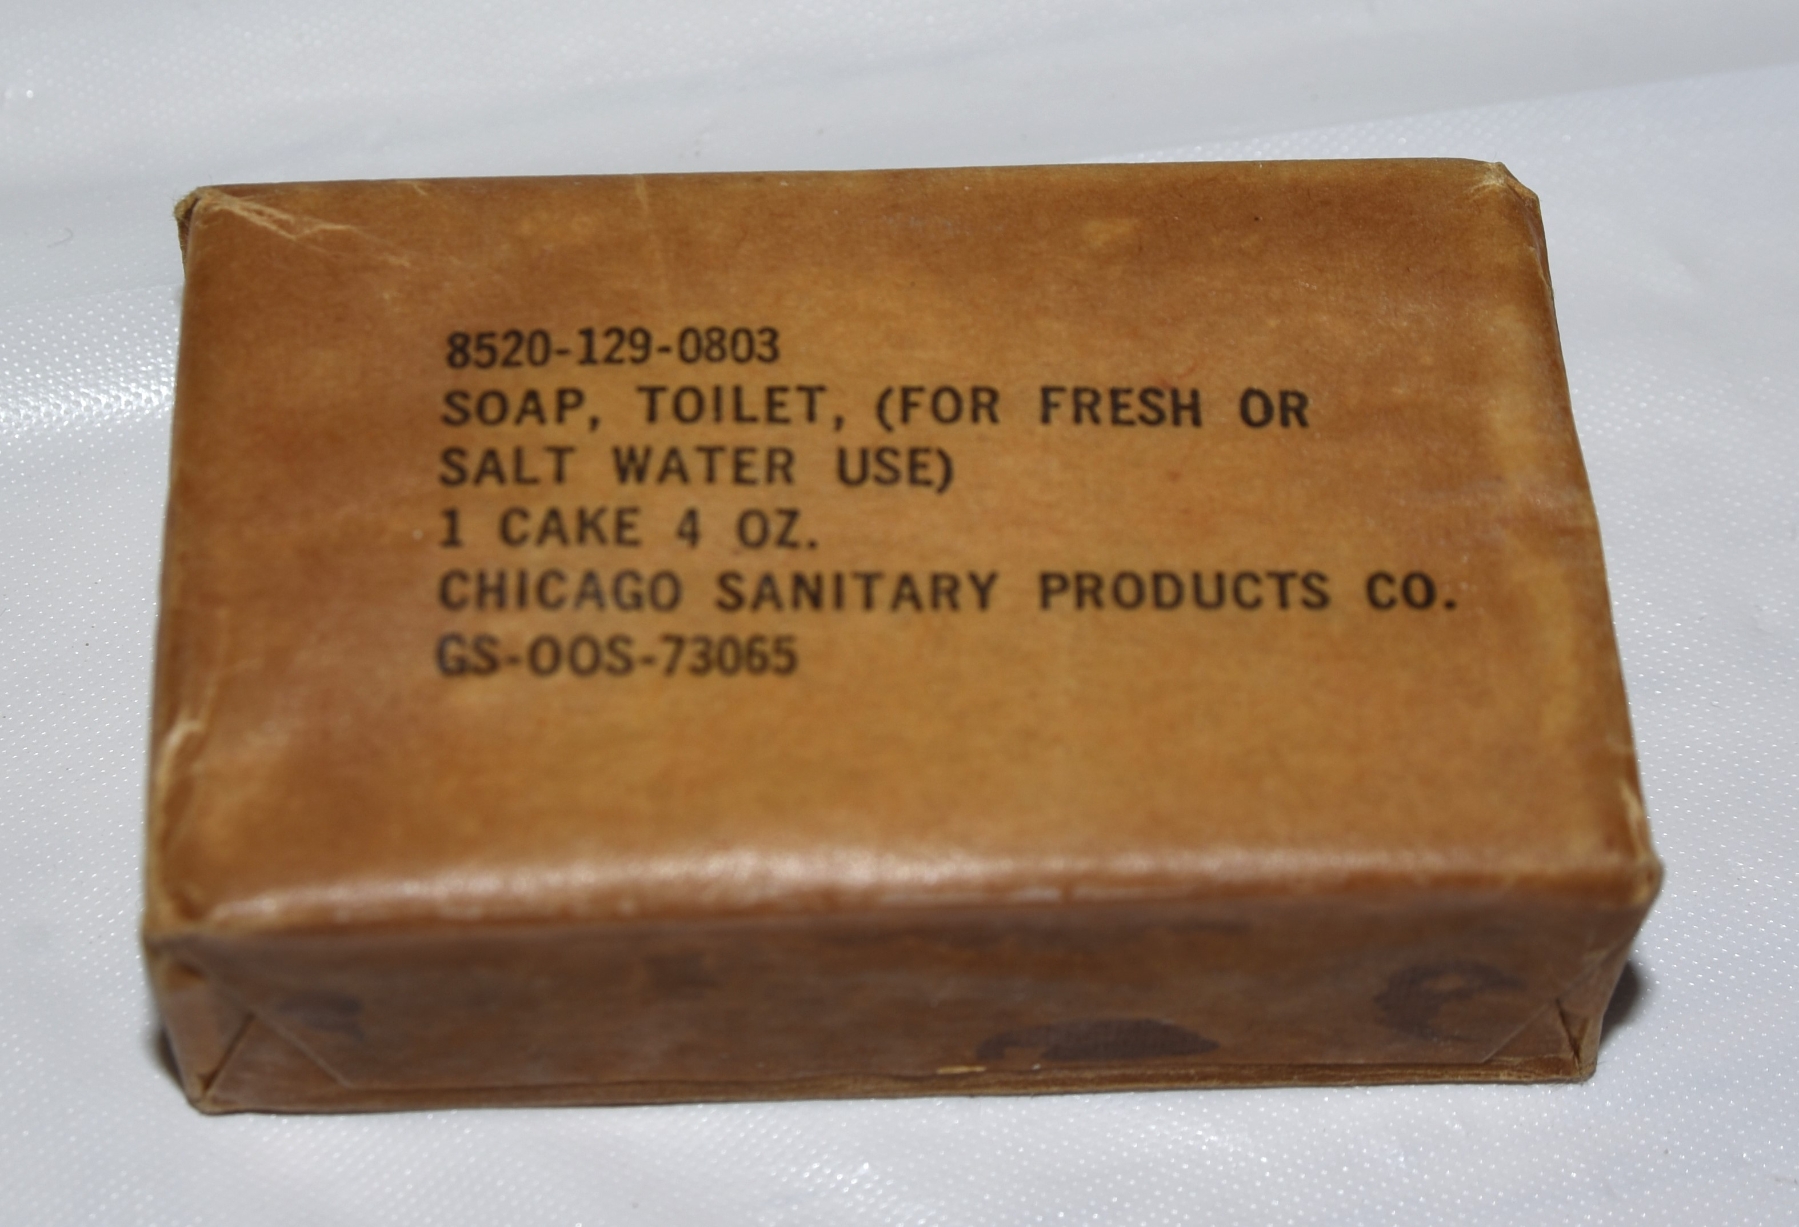 8520-129-0803
SOAP, TOILET, (FOR FRESH OR
SALT WATER USE)
1 CAKE 4 OZ.
CHICAGO SANITARY PRODUCTS CO.
GS-OOS-73065